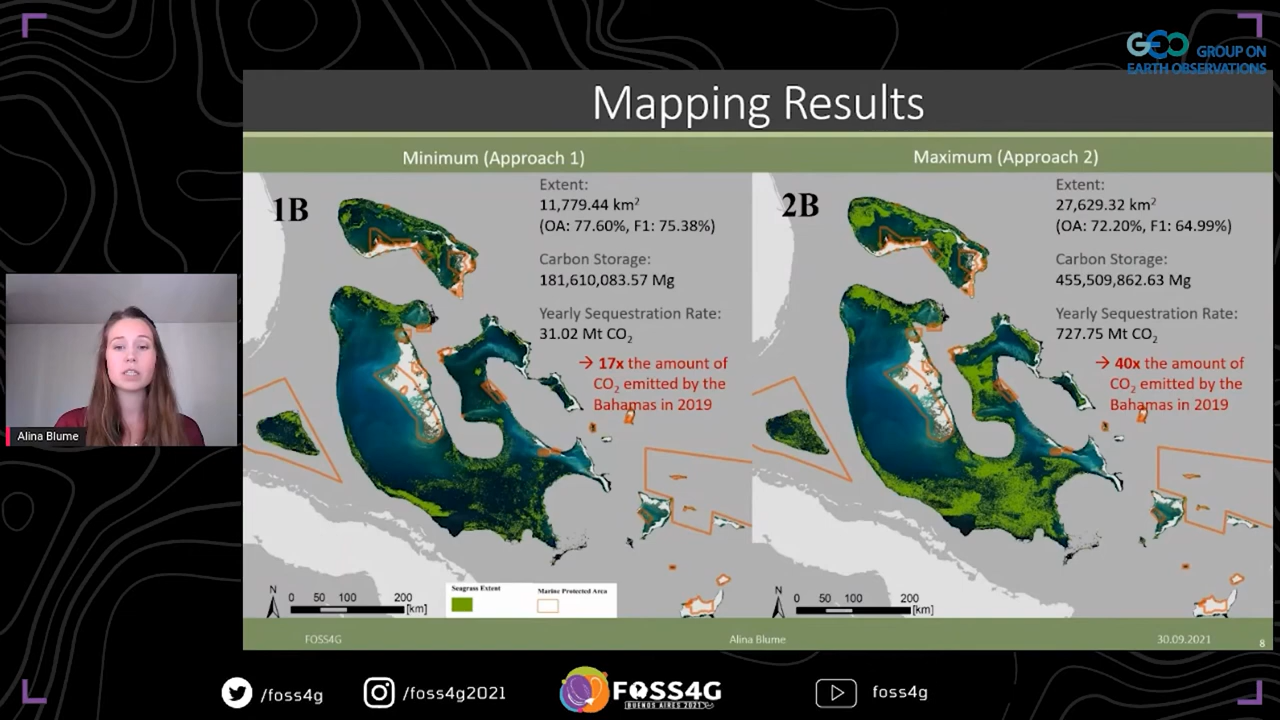 GEO GROUP ON
EARTH OBSERVATIONS
Mapping Results
Minimum (Approach 1)
Maximum (Approach 2)
1B
Extent:
11,779.44 km²
(OA: 77.60%, F1: 75.38%)
Carbon Storage:
181,610,083.57 Mg
Yearly Sequestration Rate:
31.02 Mt CO₂
→ 17x the amount of
CO₂ emitted by the
Bahamas in 2019
2B
Extent:
27,629.32 km²
(OA: 72.20%, F1: 64.99%)
Carbon Storage:
455,509,862.63 Mg
Yearly Sequestration Rate:
727.75 Mt CO₂
→ 40x the amount of
CO₂ emitted by the
Bahamas in 2019
Alina Blume
N
0 50 100 200
[km]
Seagrass Extent
Marine Protected Area
N
0 50 100 200
[km]
FOSS4G
Alina Blume
30.09.2021
8
/foss4g
/foss4g2021
FOSS4G
BUENOS AIRES 2021
foss4g